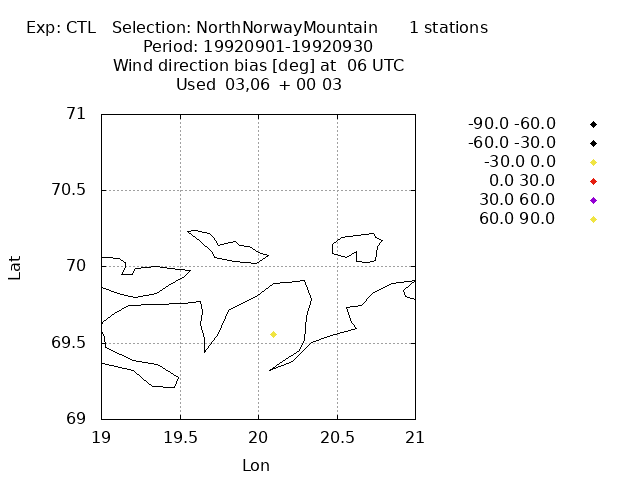 Exp: CTL   Selection: NorthNorwayMountain      1 stations
Period: 19920901-19920930
Wind direction bias [deg] at  06 UTC
Used  03,06  + 00 03
71
70.5
70
69.5
69
19
19.5
20
20.5
21
Lat
Lon
-90.0 -60.0
-60.0 -30.0
-30.0 0.0
0.0 30.0
30.0 60.0
60.0 90.0